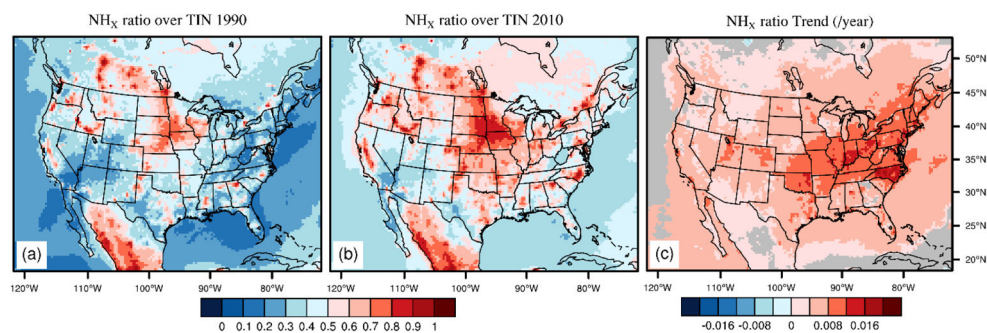 NHX ratio over TIN 1990
NHX ratio over TIN 2010
NHX ratio Trend (/year)
50°N
45°N
40°N
35°N
30°N
25°N
20°N
(a)
(b)
(c)
120°W 110°W 100°W 90°W 80°W
120°W 110°W 100°W 90°W 80°W
120°W 110°W 100°W 90°W 80°W
0 0.1 0.2 0.3 0.4 0.5 0.6 0.7 0.8 0.9 1
-0.016 -0.008 0 0.008 0.016